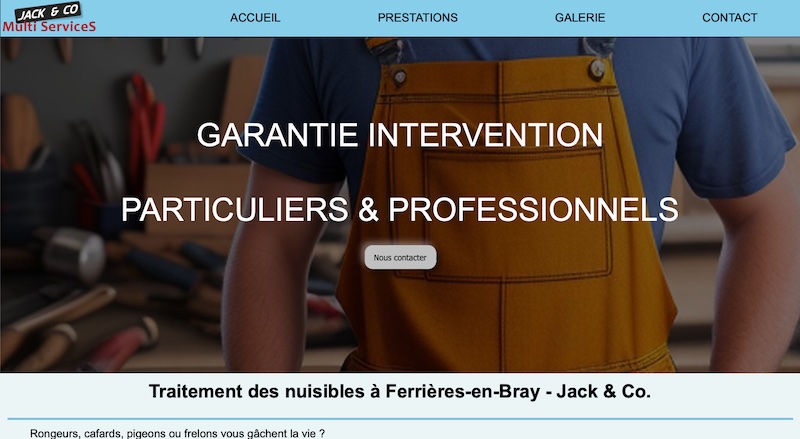 JACK & CO
Multi ServiceS
ACCUEIL PRESTATIONS GALERIE CONTACT
GARANTIE INTERVENTION
PARTICULIERS & PROFESSIONNELS
Nous contacter
Traitement des nuisibles à Ferrières-en-Bray - Jack & Co.
Rongeurs, cafards, pigeons ou frelons vous gâchent la vie ?